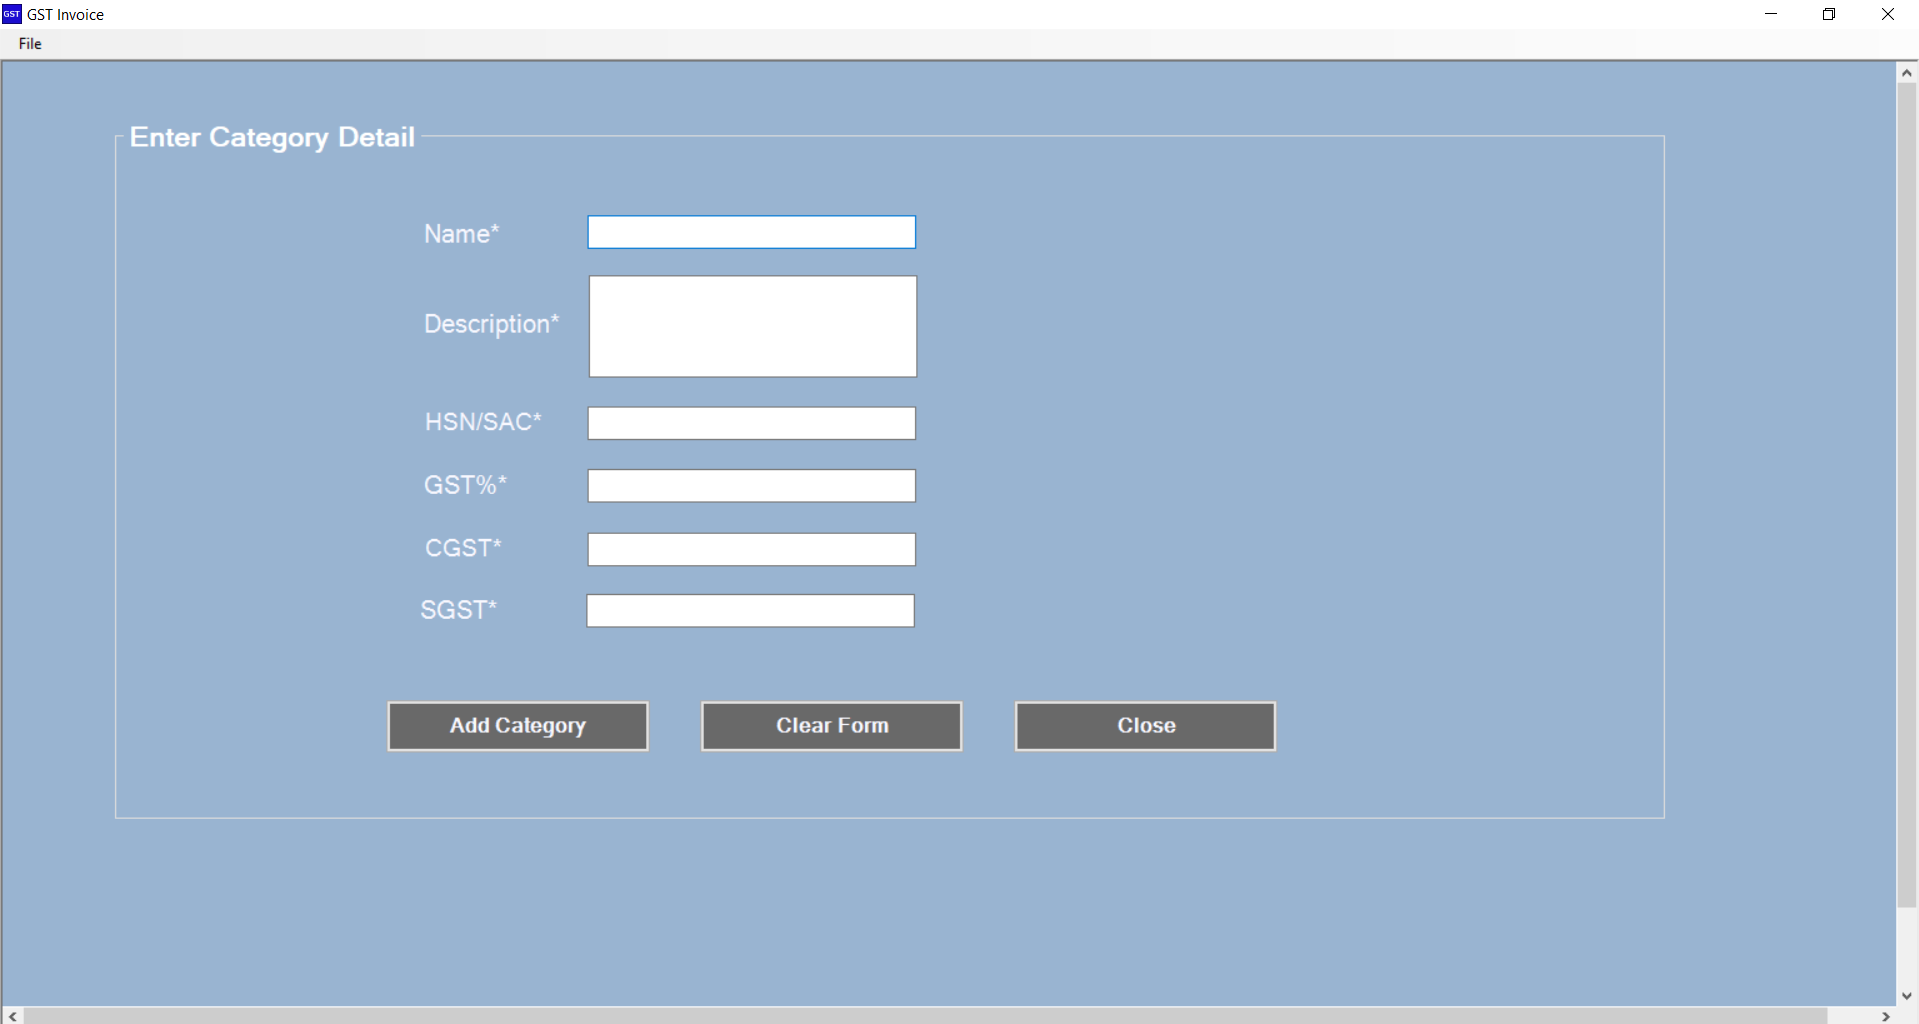 GST GST Invoice
File
Enter Category Detail
Name*
Description*
HSN/SAC*
GST%*
CGST*
SGST*
Add Category Clear Form Close